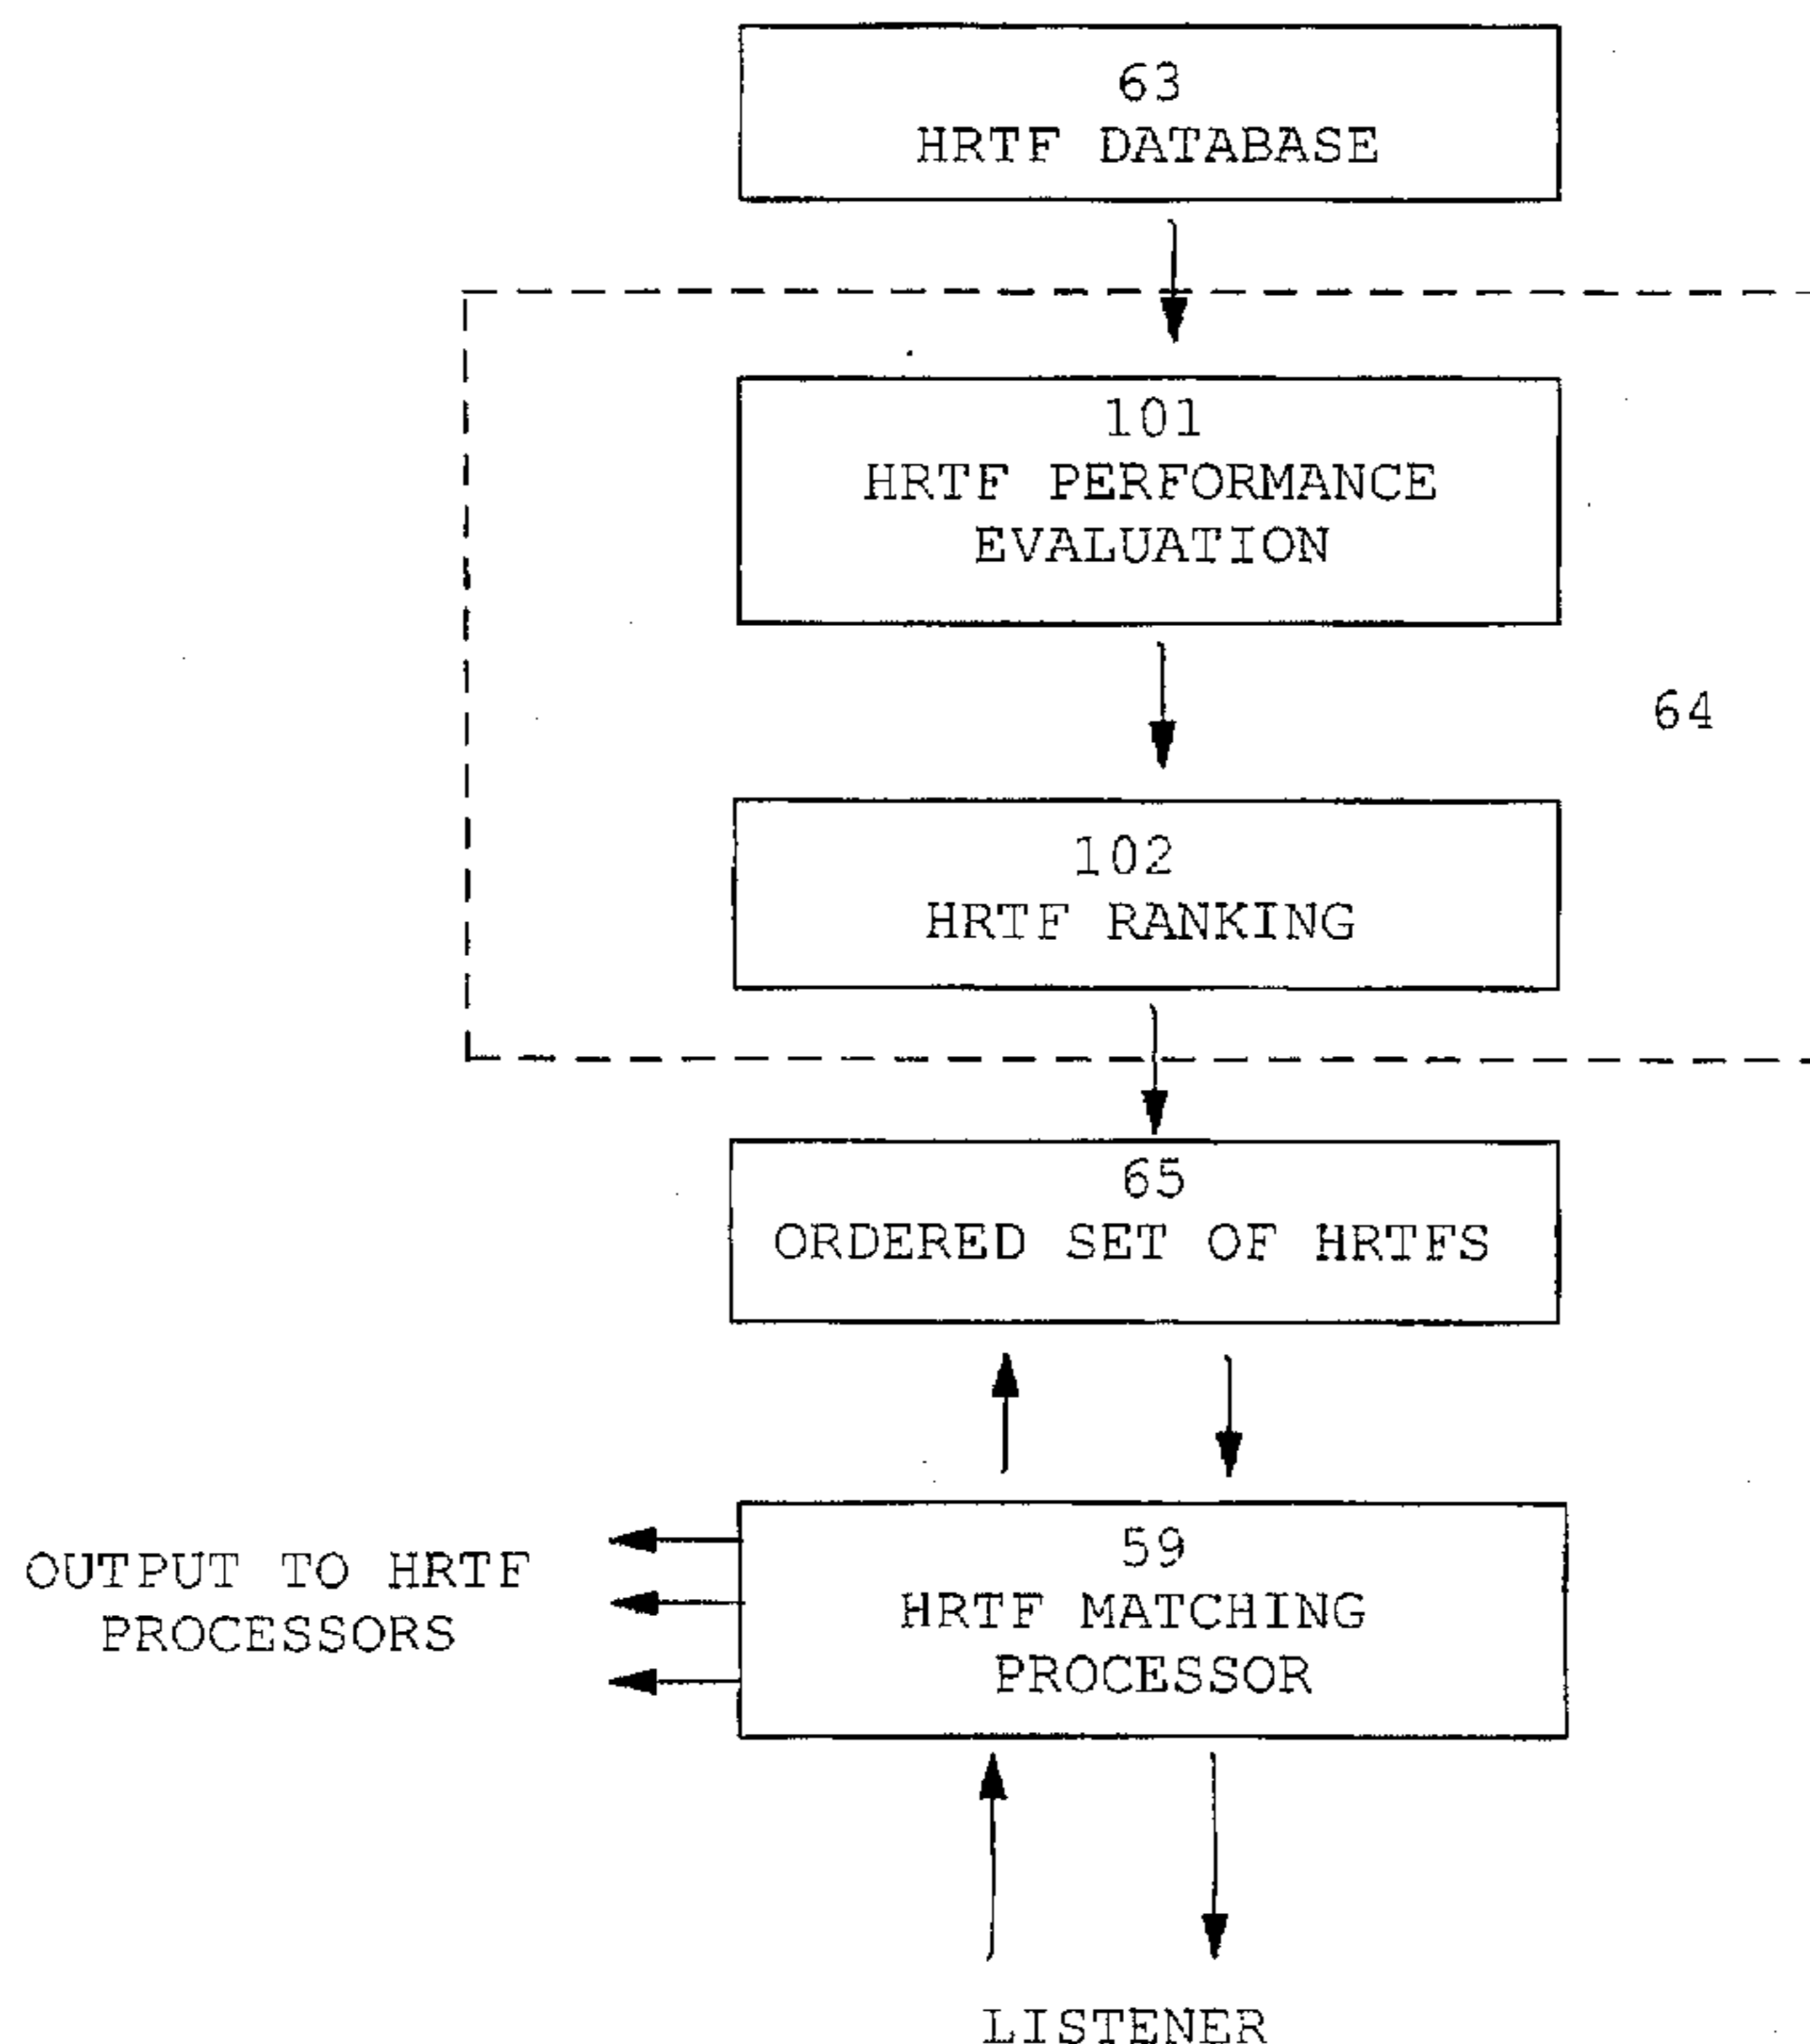 63
HRTF DATABASE
101
HRTF PERFORMANCE
EVALUATION
64
102
HRTF RANKING
65
ORDERED SET OF HRTFS
59
HRTF MATCHING
PROCESSOR
OUTPUT TO HRTF
PROCESSORS
LISTENER